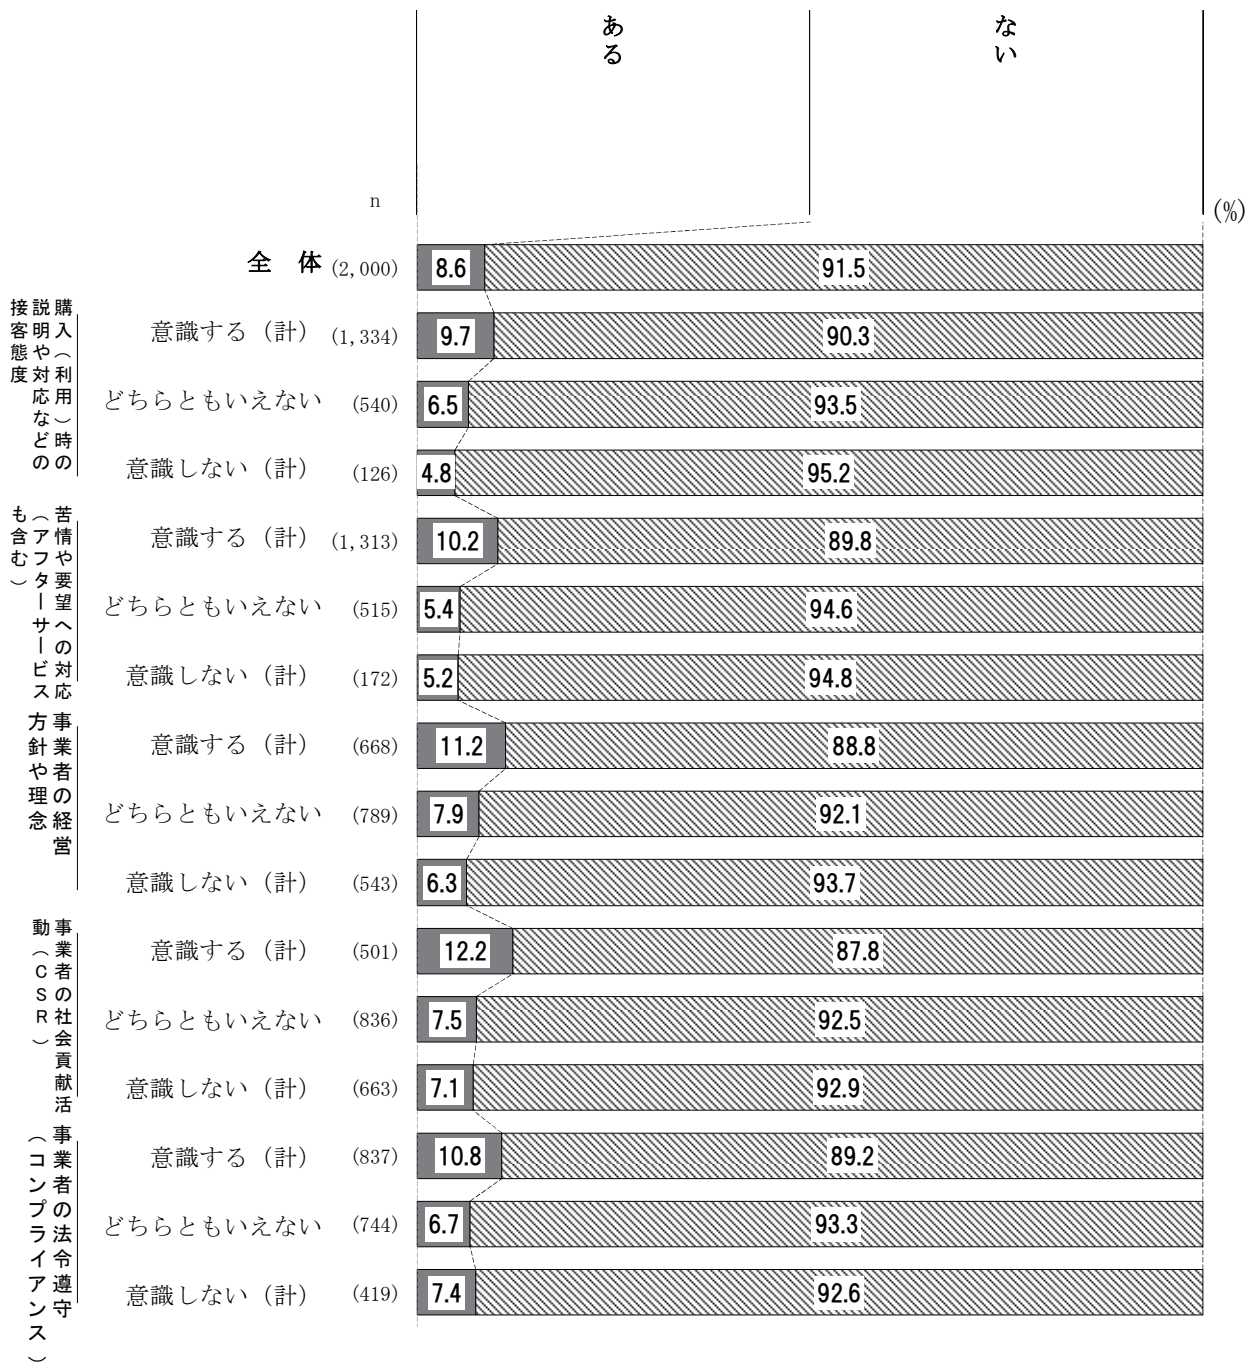 ある
ない
n
(%)
全　体 (2,000) 8.6 91.5
購入（利用）時の
説明や対応などの
接客態度
意識する（計） (1,334) 9.7 90.3
どちらともいえない (540) 6.5 93.5
意識しない（計） (126) 4.8 95.2
苦情や要望への対応
（アフターサービス
も含む）
意識する（計） (1,313) 10.2 89.8
どちらともいえない (515) 5.4 94.6
意識しない（計） (172) 5.2 94.8
事業者の経営
方針や理念
意識する（計） (668) 11.2 88.8
どちらともいえない (789) 7.9 92.1
意識しない（計） (543) 6.3 93.7
事業者の社会貢献活
動（CSR）
意識する（計） (501) 12.2 87.8
どちらともいえない (836) 7.5 92.5
意識しない（計） (663) 7.1 92.9
事業者の法令遵守
（コンプライアンス）
意識する（計） (837) 10.8 89.2
どちらともいえない (744) 6.7 93.3
意識しない（計） (419) 7.4 92.6